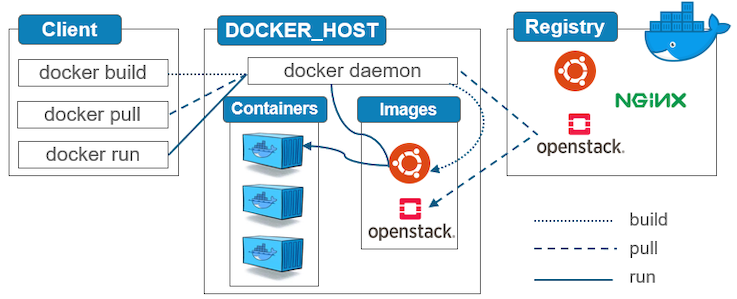 Client
docker build
docker pull
docker run
DOCKER_HOST
docker daemon
Containers
Images
openstack.
Registry
NGINX
openstack.
build
pull
run